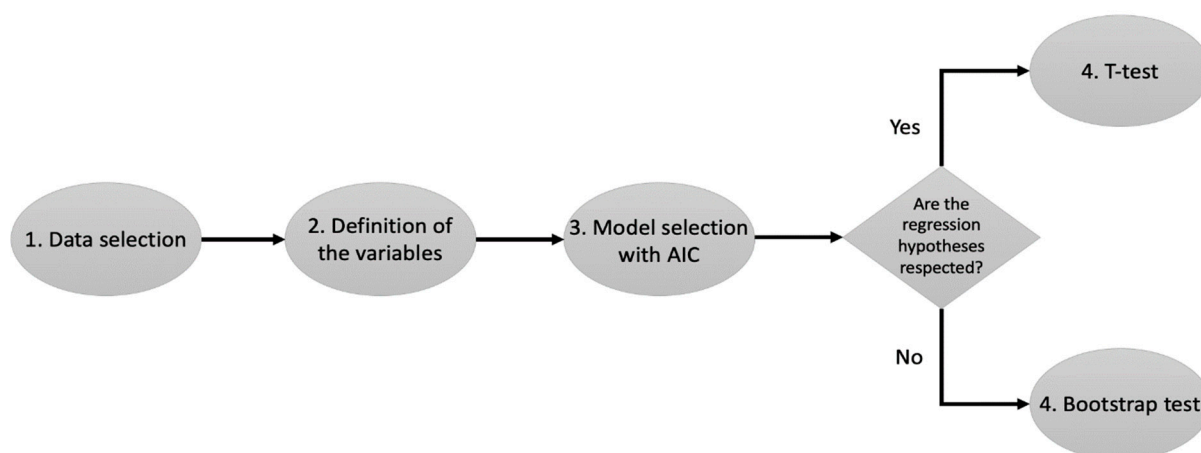 1. Data selection
2. Definition of
the variables
3. Model selection
with AIC
Are the
regression
hypotheses
respected?
Yes
4. T-test
No
4. Bootstrap test